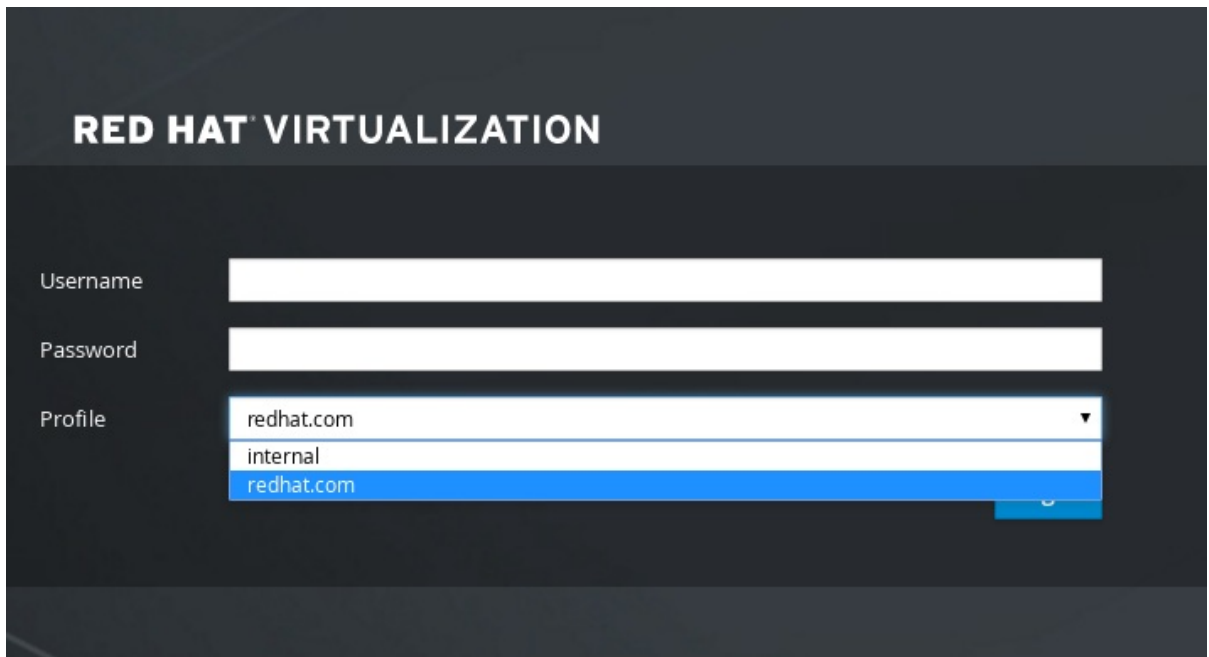 RED HAT® VIRTUALIZATION
Username
Password
Profile
redhat.com
internal
redhat.com